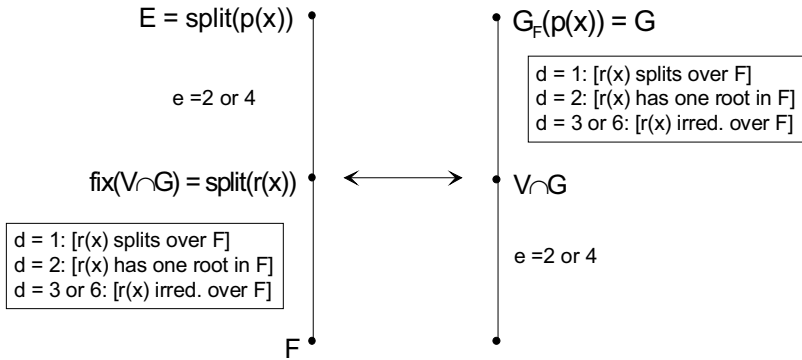 E = split(p(x))
e =2 or 4
fix(V∩G) = split(r(x))
d = 1: [r(x) splits over F]
d = 2: [r(x) has one root in F]
d = 3 or 6: [r(x) irred. over F]
F
G_F(p(x)) = G
d = 1: [r(x) splits over F]
d = 2: [r(x) has one root in F]
d = 3 or 6: [r(x) irred. over F]
V∩G
e =2 or 4